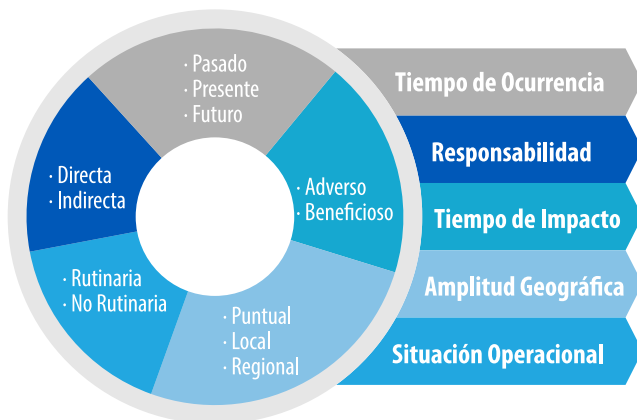 · Pasado
· Presente
· Futuro
· Directa
· Indirecta
· Adverso
· Beneficioso
· Rutinaria
· No Rutinaria
· Puntual
· Local
· Regional
Tiempo de Ocurrencia
Responsabilidad
Tiempo de Impacto
Amplitud Geográfica
Situación Operacional